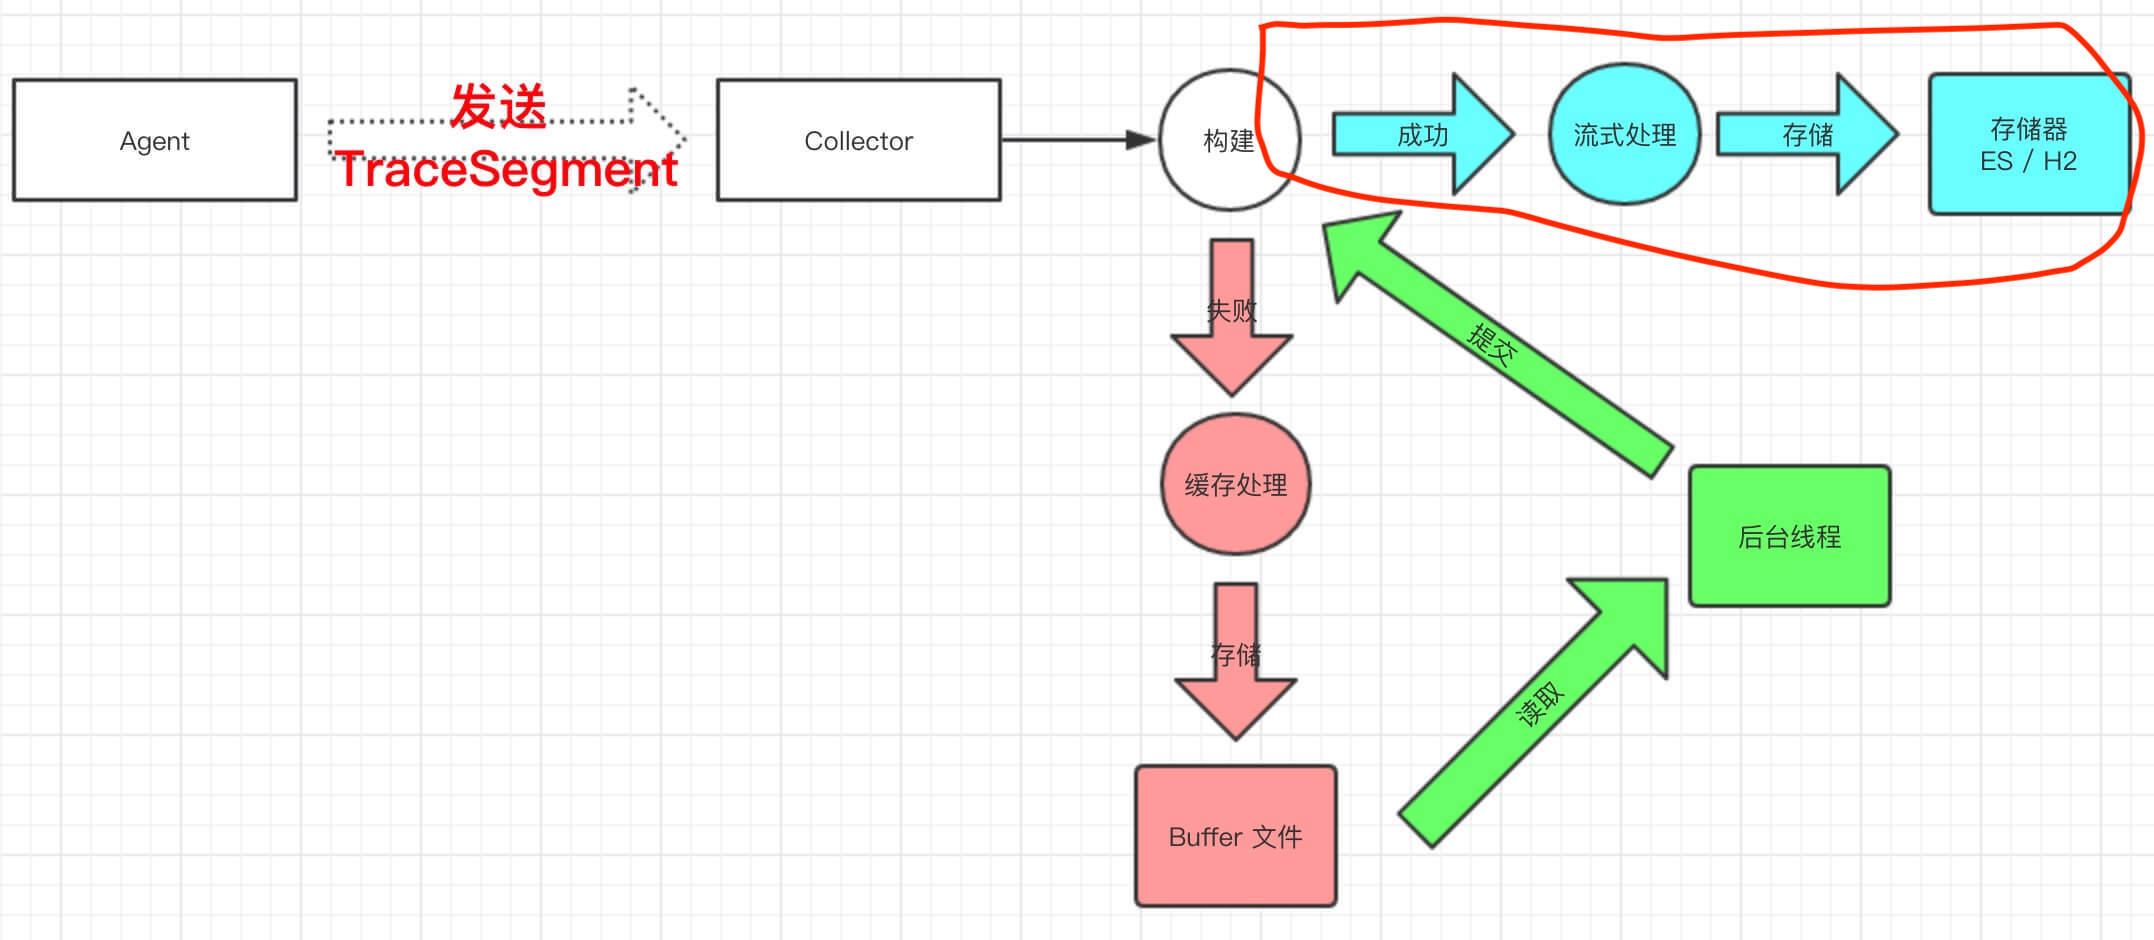 Agent
发送
TraceSegment
Collector
构建
成功
流式处理
存储
存储器
ES / H2
失败
提交
缓存处理
后台线程
存储
读取
Buffer 文件